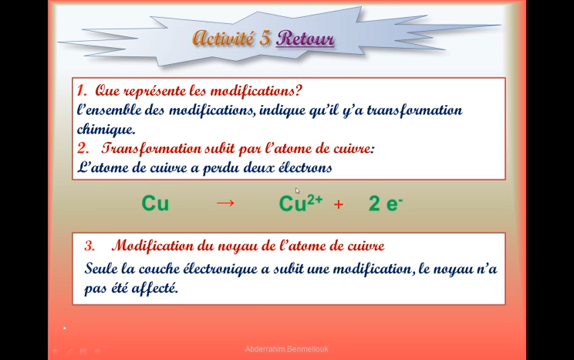 Activité 5 Retour
1. Que représente les modifications?
l'ensemble des modifications, indique qu'il y'a transformation
chimique.
2. Transformation subit par l'atome de cuivre:
L'atome de cuivre a perdu deux électrons
Cu → Cu²⁺ + 2 e⁻
3. Modification du noyau de l'atome de cuivre
Seule la couche électronique a subit une modification, le noyau n'a
pas été affecté.
Abderrahim Bennielouk